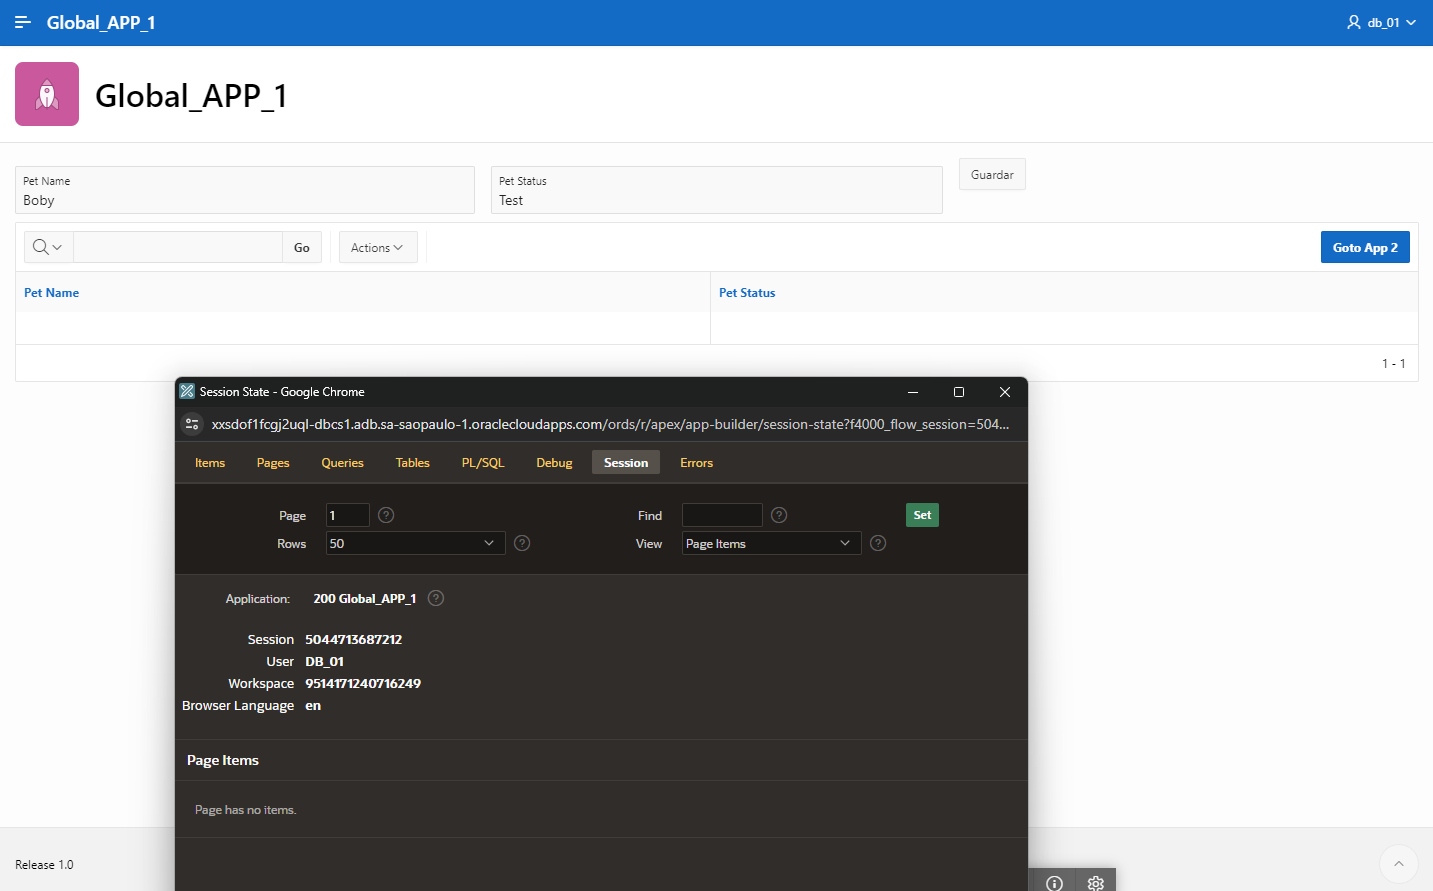 Global_APP_1
db_01
Global_APP_1
Pet Name
Boby
Pet Status
Test
Guardar
Go
Actions
Goto App 2
Pet Name
Pet Status
1 - 1
Session State - Google Chrome
xxsdof1fcgj2uql-dbcs1.adb.sa-saopaulo-1.oraclecloudapps.com/ords/r/apex/app-builder/session-state?f4000_flow_session=504...
Items
Pages
Queries
Tables
PL/SQL
Debug
Session
Errors
Page
1
?
Find
?
Set
Rows
50
?
View
Page Items
?
Application:
200 Global_APP_1
?
Session 5044713687212
User DB_01
Workspace 9514171240716249
Browser Language en
Page Items
Page has no items.
Release 1.0